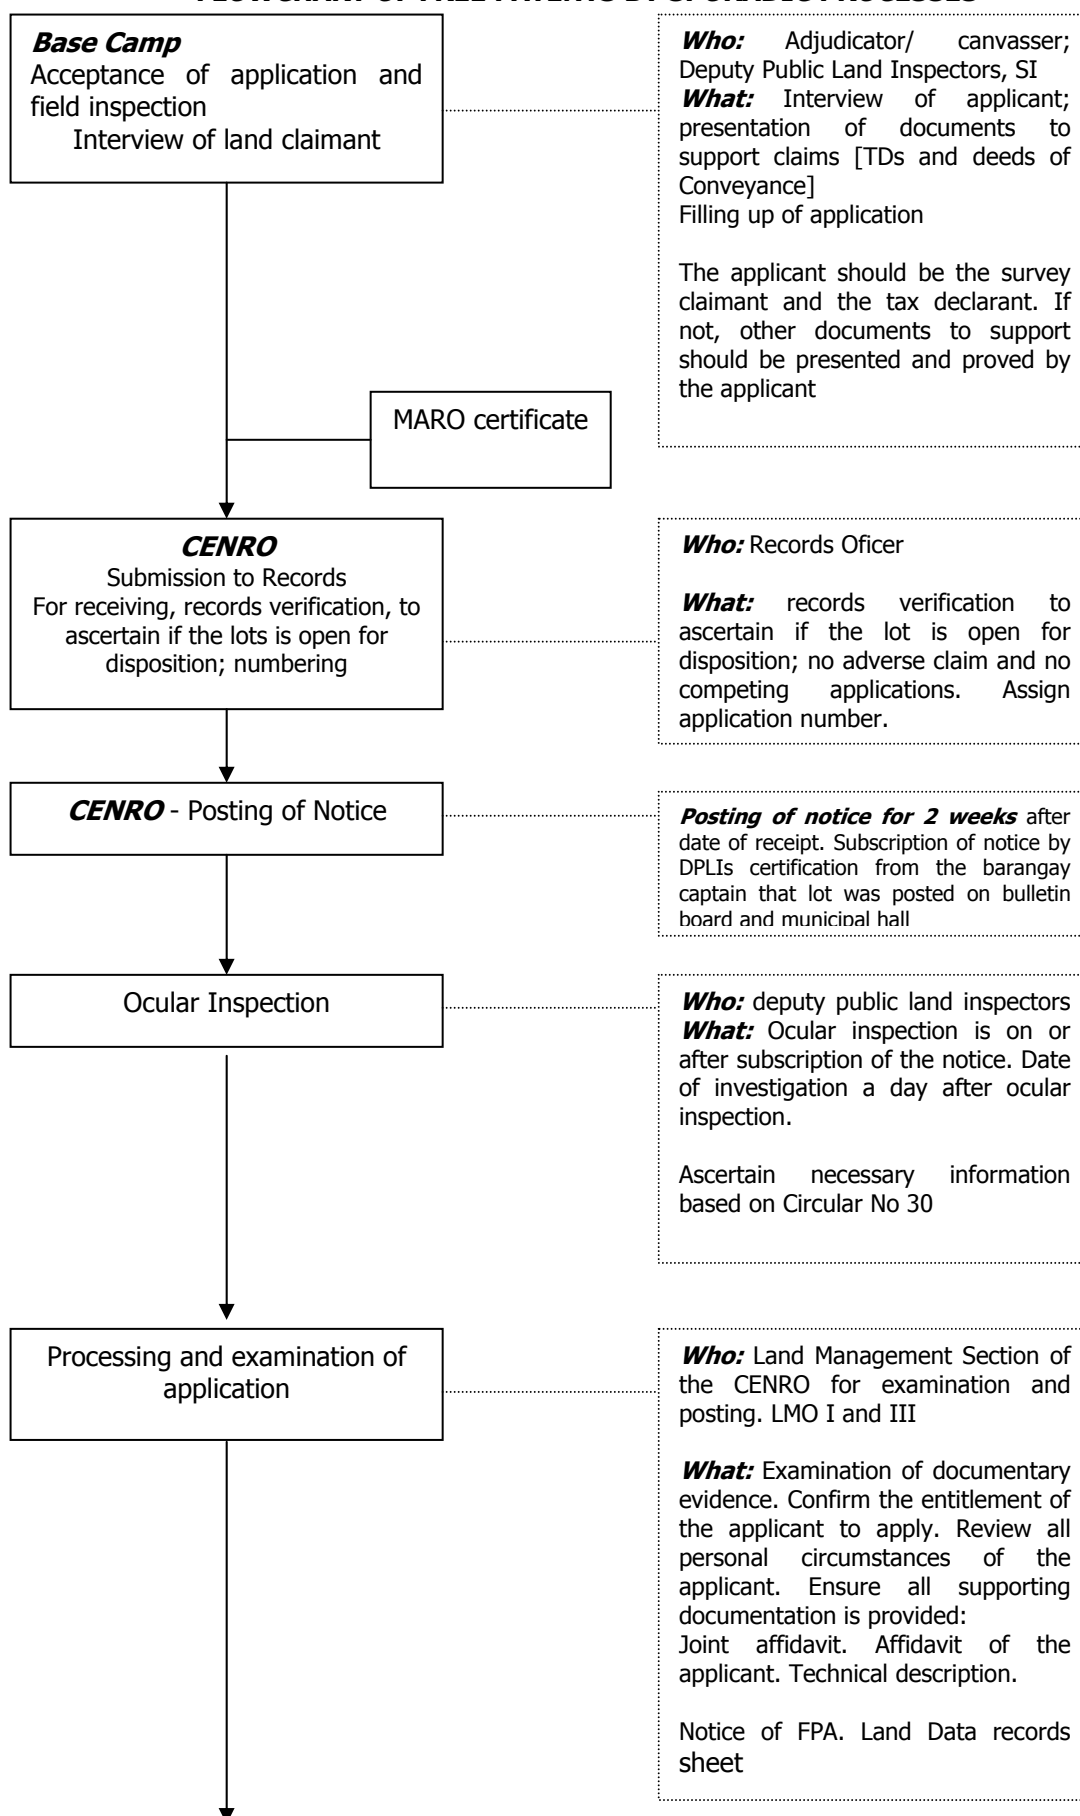 Base Camp
Acceptance of application and
field inspection
Interview of land claimant
Who: Adjudicator/ canvasser;
Deputy Public Land Inspectors, SI
What: Interview of applicant;
presentation of documents to
support claims [TDs and deeds of
Conveyance]
Filling up of application
The applicant should be the survey
claimant and the tax declarant. If
not, other documents to support
should be presented and proved by
the applicant
MARO certificate
CENRO
Submission to Records
For receiving, records verification, to
ascertain if the lots is open for
disposition; numbering
Who: Records Oficer
What: records verification to
ascertain if the lot is open for
disposition; no adverse claim and no
competing applications. Assign
application number.
CENRO - Posting of Notice
Posting of notice for 2 weeks after
date of receipt. Subscription of notice by
DPLIs certification from the barangay
captain that lot was posted on bulletin
board and municipal hall
Ocular Inspection
Who: deputy public land inspectors
What: Ocular inspection is on or
after subscription of the notice. Date
of investigation a day after ocular
inspection.
Ascertain necessary information
based on Circular No 30
Processing and examination of
application
Who: Land Management Section of
the CENRO for examination and
posting. LMO I and III
What: Examination of documentary
evidence. Confirm the entitlement of
the applicant to apply. Review all
personal circumstances of the
applicant. Ensure all supporting
documentation is provided:
Joint affidavit. Affidavit of the
applicant. Technical description.
Notice of FPA. Land Data records
sheet